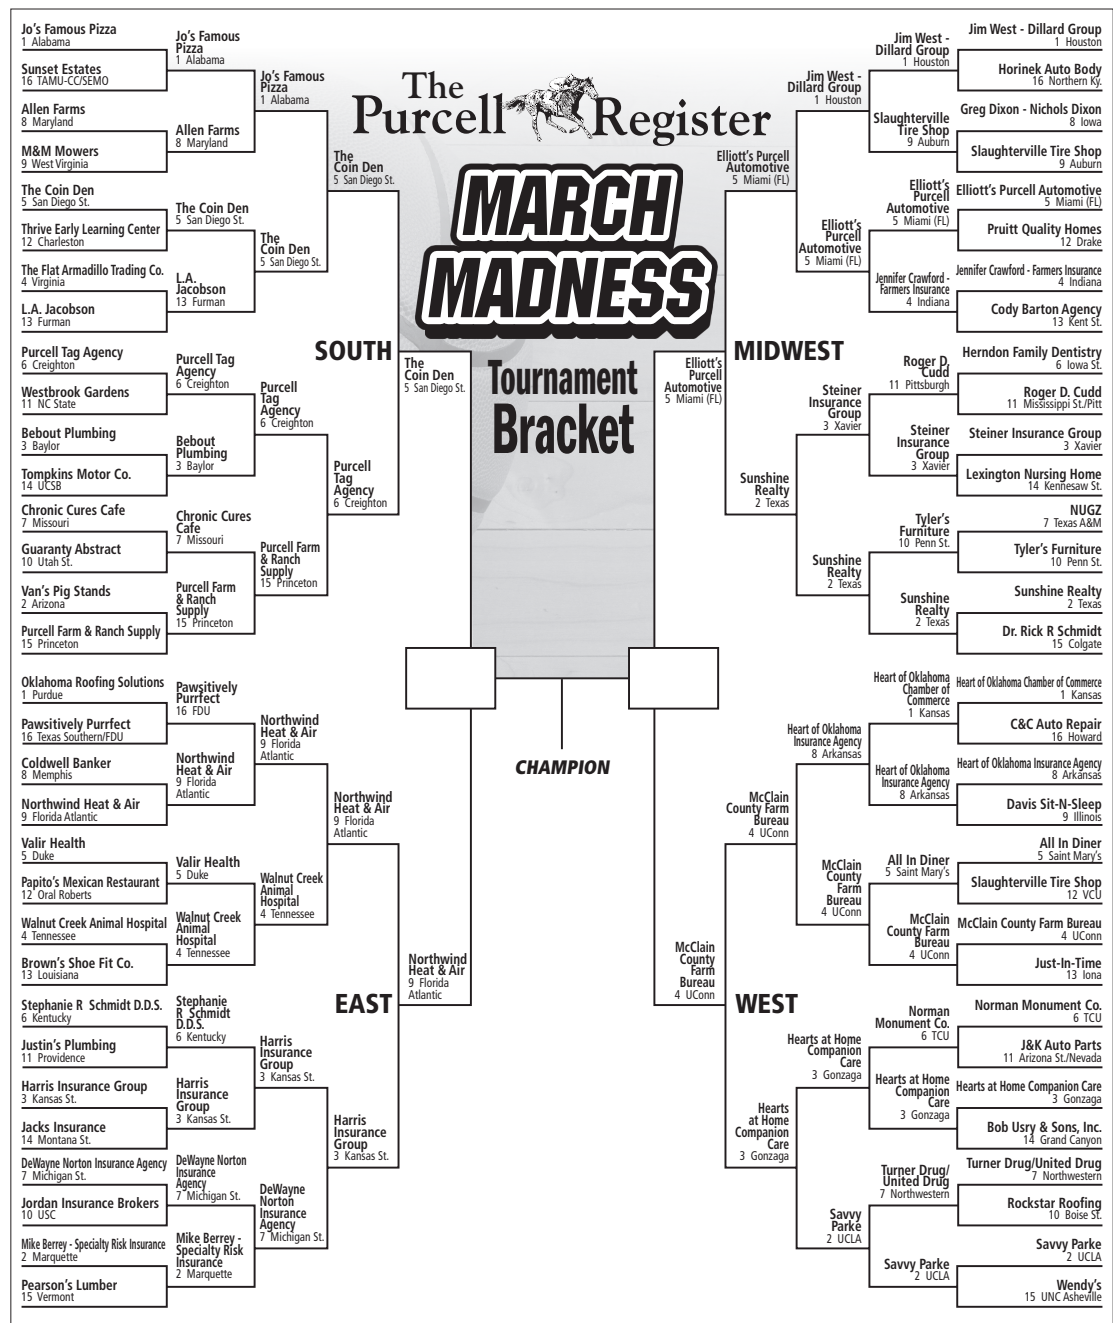 The
Purcell Register
MARCH
MADNESS
Tournament
Bracket
SOUTH
Jo's Famous Pizza
1 Alabama
Sunset Estates
16 TAMU-CC/SEMO
Allen Farms
8 Maryland
M&M Mowers
9 West Virginia
The Coin Den
5 San Diego St.
Thrive Early Learning Center
12 Charleston
The Flat Armadillo Trading Co.
4 Virginia
L.A. Jacobson
13 Furman
Purcell Tag Agency
6 Creighton
Westbrook Gardens
11 NC State
Bebout Plumbing
3 Baylor
Tompkins Motor Co.
14 UCSB
Chronic Cures Cafe
7 Missouri
Guaranty Abstract
10 Utah St.
Van's Pig Stands
2 Arizona
Purcell Farm & Ranch Supply
15 Princeton
Jo's Famous
Pizza
1 Alabama
Allen Farms
8 Maryland
The Coin Den
5 San Diego St.
L.A.
Jacobson
13 Furman
Purcell Tag
Agency
6 Creighton
Bebout
Plumbing
3 Baylor
Chronic Cures
Cafe
7 Missouri
Purcell Farm
& Ranch
Supply
15 Princeton
Jo's Famous
Pizza
1 Alabama
The
Coin Den
5 San Diego St.
Purcell
Tag
Agency
6 Creighton
Purcell Farm
& Ranch
Supply
15 Princeton
The
Coin Den
5 San Diego St.
Purcell
Tag
Agency
6 Creighton
The
Coin Den
5 San Diego St.
EAST
Oklahoma Roofing Solutions
1 Purdue
Pawsitively Purrfect
16 Texas Southern/FDU
Coldwell Banker
8 Memphis
Northwind Heat & Air
9 Florida Atlantic
Valir Health
5 Duke
Papito's Mexican Restaurant
12 Oral Roberts
Walnut Creek Animal Hospital
4 Tennessee
Brown's Shoe Fit Co.
13 Louisiana
Stephanie R Schmidt D.D.S.
6 Kentucky
Justin's Plumbing
11 Providence
Harris Insurance Group
3 Kansas St.
Jacks Insurance
14 Montana St.
DeWayne Norton Insurance Agency
7 Michigan St.
Jordan Insurance Brokers
10 USC
Mike Berrey - Specialty Risk Insurance
2 Marquette
Pearson's Lumber
15 Vermont
Pawsitively
Purrfect
16 FDU
Northwind
Heat & Air
9 Florida
Atlantic
Valir Health
5 Duke
Walnut Creek
Animal
Hospital
4 Tennessee
Stephanie
R Schmidt
D.D.S.
6 Kentucky
Harris
Insurance
Group
3 Kansas St.
DeWayne Norton
Insurance
Agency
7 Michigan St.
Mike Berrey -
Specialty Risk
Insurance
2 Marquette
Northwind
Heat & Air
9 Florida
Atlantic
Walnut Creek
Animal
Hospital
4 Tennessee
Harris
Insurance
Group
3 Kansas St.
DeWayne
Norton
Insurance
Agency
7 Michigan St.
Northwind
Heat & Air
9 Florida
Atlantic
Harris
Insurance
Group
3 Kansas St.
Northwind
Heat & Air
9 Florida
Atlantic
CHAMPION
MIDWEST
Elliott's
Purcell
Automotive
5 Miami (FL)
Elliott's Purcell
Automotive
5 Miami (FL)
Sunshine
Realty
2 Texas
Jim West -
Dillard Group
1 Houston
Elliott's
Purcell
Automotive
5 Miami (FL)
Steiner
Insurance
Group
3 Xavier
Sunshine
Realty
2 Texas
Jim West -
Dillard Group
1 Houston
Slaughterville
Tire Shop
9 Auburn
Elliott's
Purcell
Automotive
5 Miami (FL)
Jennifer Crawford -
Farmers Insurance
4 Indiana
Roger D.
Cudd
11 Pittsburgh
Steiner
Insurance
Group
3 Xavier
Tyler's
Furniture
10 Penn St.
Sunshine
Realty
2 Texas
Jim West - Dillard Group
1 Houston
Horinek Auto Body
16 Northern Ky.
Greg Dixon - Nichols Dixon
8 Iowa
Slaughterville Tire Shop
9 Auburn
Elliott's Purcell Automotive
5 Miami (FL)
Pruitt Quality Homes
12 Drake
Jennifer Crawford - Farmers Insurance
4 Indiana
Cody Barton Agency
13 Kent St.
Herndon Family Dentistry
6 Iowa St.
Roger D. Cudd
11 Mississippi St./Pitt
Steiner Insurance Group
3 Xavier
Lexington Nursing Home
14 Kennesaw St.
NUGZ
7 Texas A&M
Tyler's Furniture
10 Penn St.
Sunshine Realty
2 Texas
Dr. Rick R Schmidt
15 Colgate
WEST
McClain
County
Farm
Bureau
4 UConn
McClain
County Farm
Bureau
4 UConn
Hearts
at Home
Companion
Care
3 Gonzaga
Heart of Oklahoma
Insurance Agency
8 Arkansas
McClain
County
Farm
Bureau
4 UConn
Hearts at Home
Companion
Care
3 Gonzaga
Savvy
Parke
2 UCLA
Heart of Oklahoma
Chamber of
Commerce
1 Kansas
Heart of Oklahoma
Insurance Agency
8 Arkansas
All In Diner
5 Saint Mary's
McClain
County Farm
Bureau
4 UConn
Norman
Monument Co.
6 TCU
Hearts at Home
Companion
Care
3 Gonzaga
Turner Drug/
United Drug
7 Northwestern
Savvy Parke
2 UCLA
Heart of Oklahoma Chamber of Commerce
1 Kansas
C&C Auto Repair
16 Howard
Heart of Oklahoma Insurance Agency
8 Arkansas
Davis Sit-N-Sleep
9 Illinois
All In Diner
5 Saint Mary's
Slaughterville Tire Shop
12 VCU
McClain County Farm Bureau
4 UConn
Just-In-Time
13 Iona
Norman Monument Co.
6 TCU
J&K Auto Parts
11 Arizona St./Nevada
Hearts at Home Companion Care
3 Gonzaga
Bob Usry & Sons, Inc.
14 Grand Canyon
Turner Drug/United Drug
7 Northwestern
Rockstar Roofing
10 Boise St.
Savvy Parke
2 UCLA
Wendy's
15 UNC Asheville